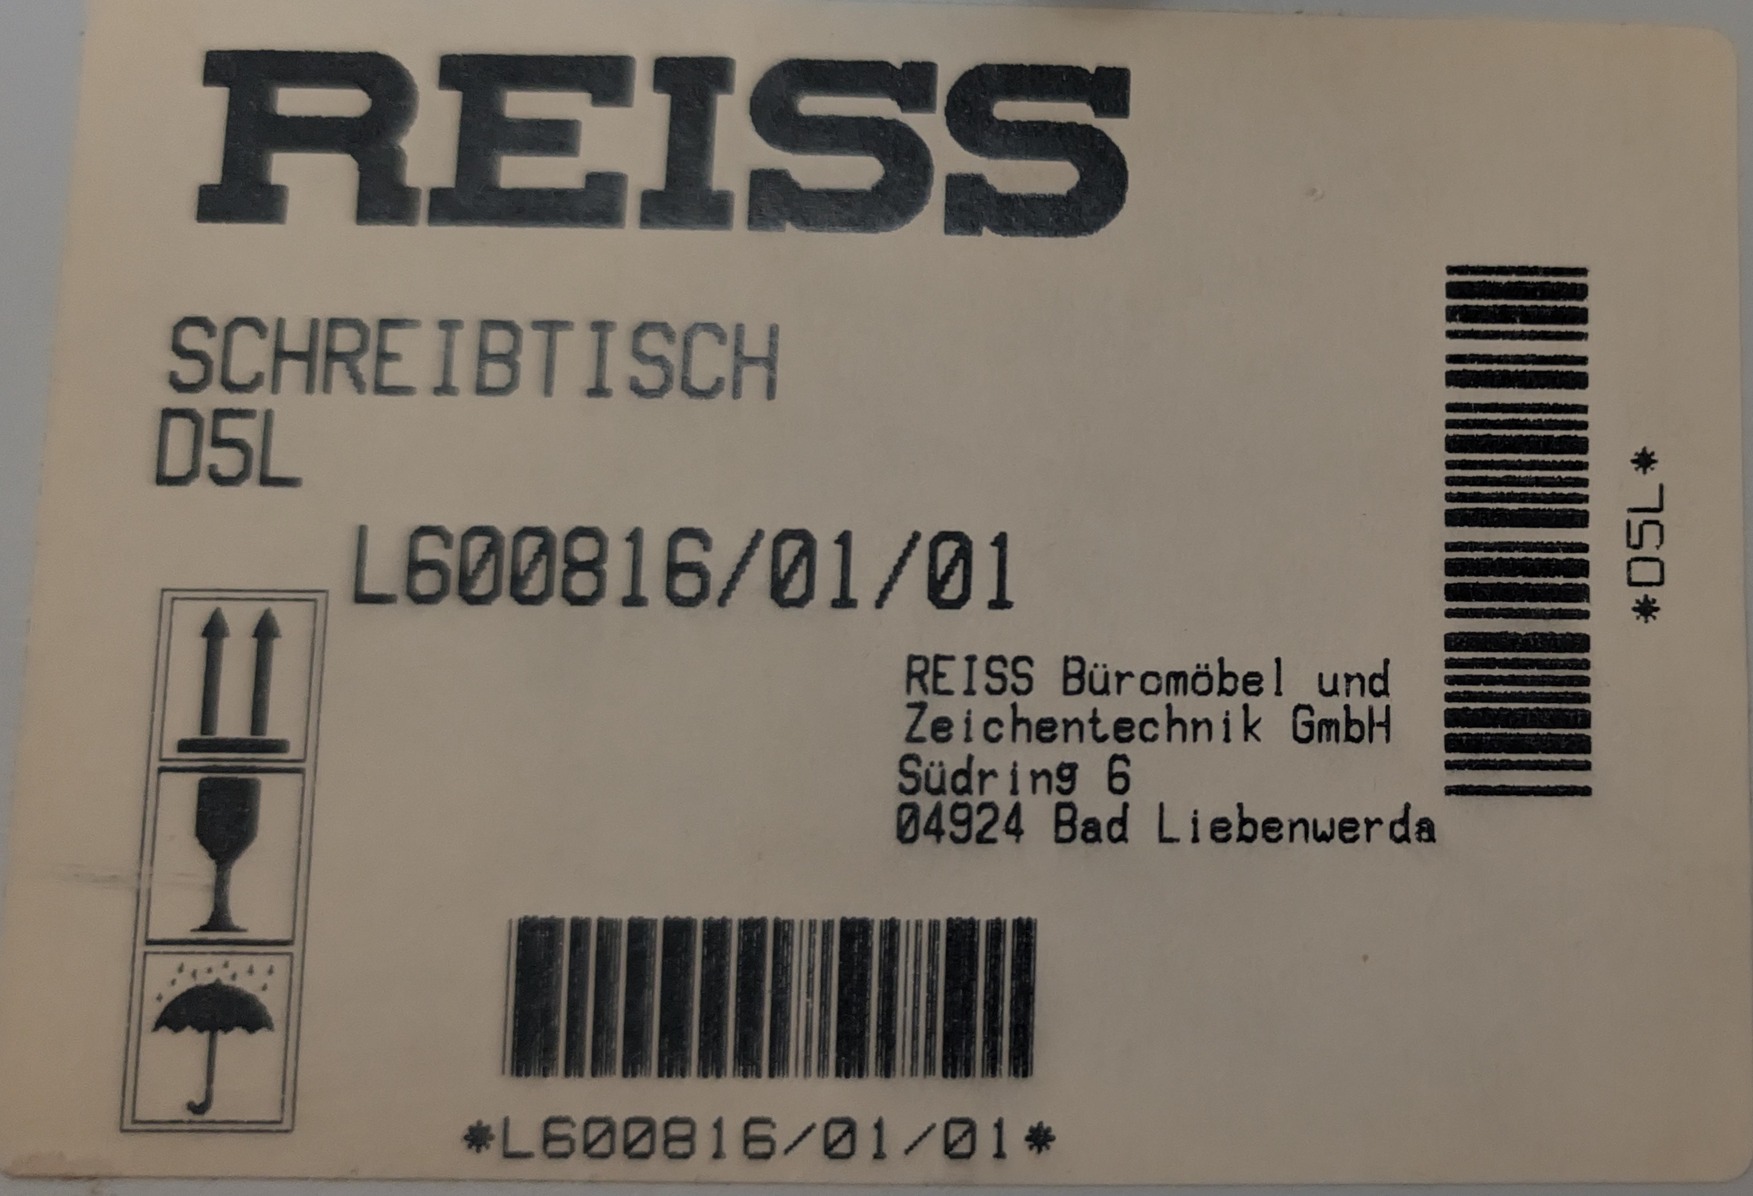 REISS
SCHREIBTISCH
D5L
L600816/01/01
REISS Büromöbel und
Zeichentechnik GmbH
Südring 6
04924 Bad Liebenwerda
*D5L*
*L600816/01/01*